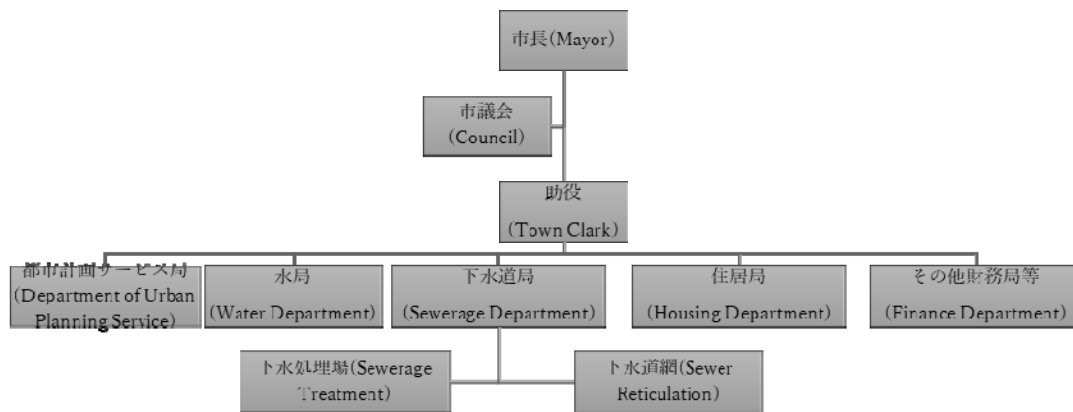 市長(Mayor)
市議会
(Council)
助役
(Town Clark)
都市計画サービス局
(Department of Urban
Planning Service)
水局
(Water Department)
下水道局
(Sewerage Department)
住居局
(Housing Department)
その他財務局等
(Finance Department)
下水処理場(Sewerage
Treatment)
下水道網(Sewer
Reticulation)